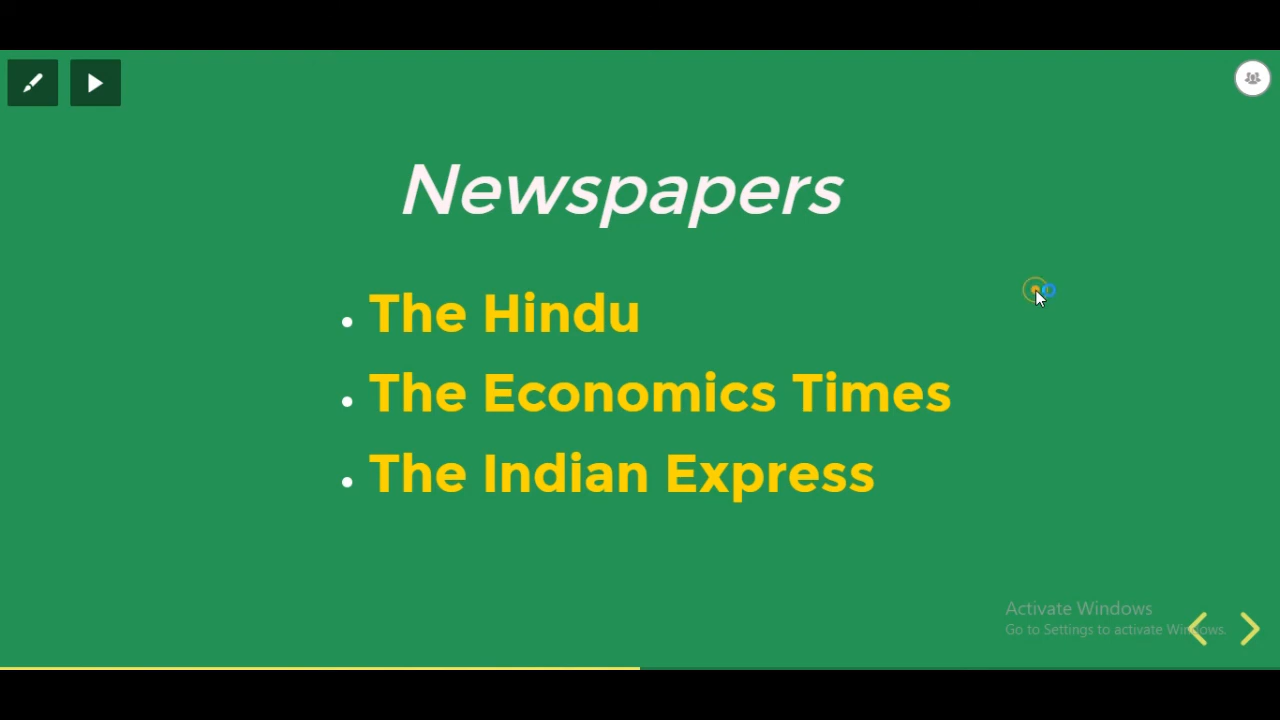 Newspapers
The Hindu
The Economics Times
The Indian Express
Activate Windows
Go to Settings to activate Windows.